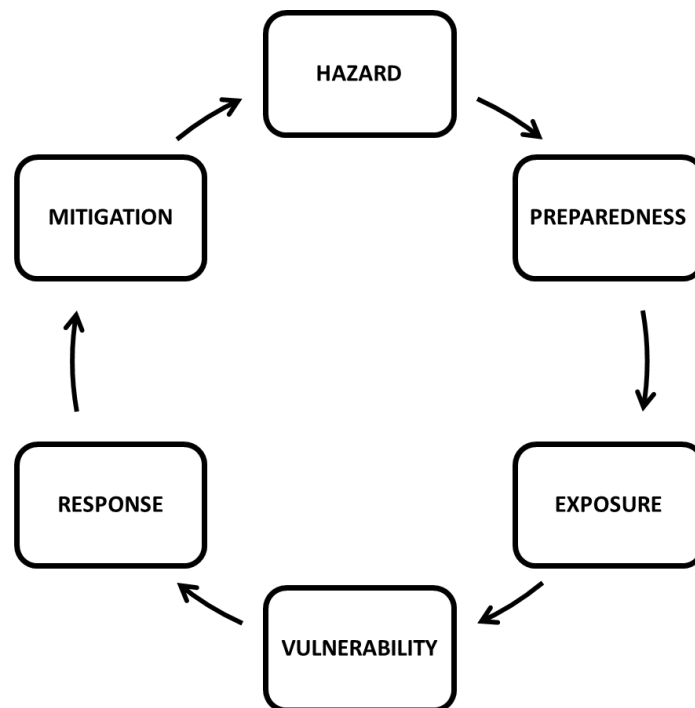 HAZARD
PREPAREDNESS
EXPOSURE
VULNERABILITY
RESPONSE
MITIGATION